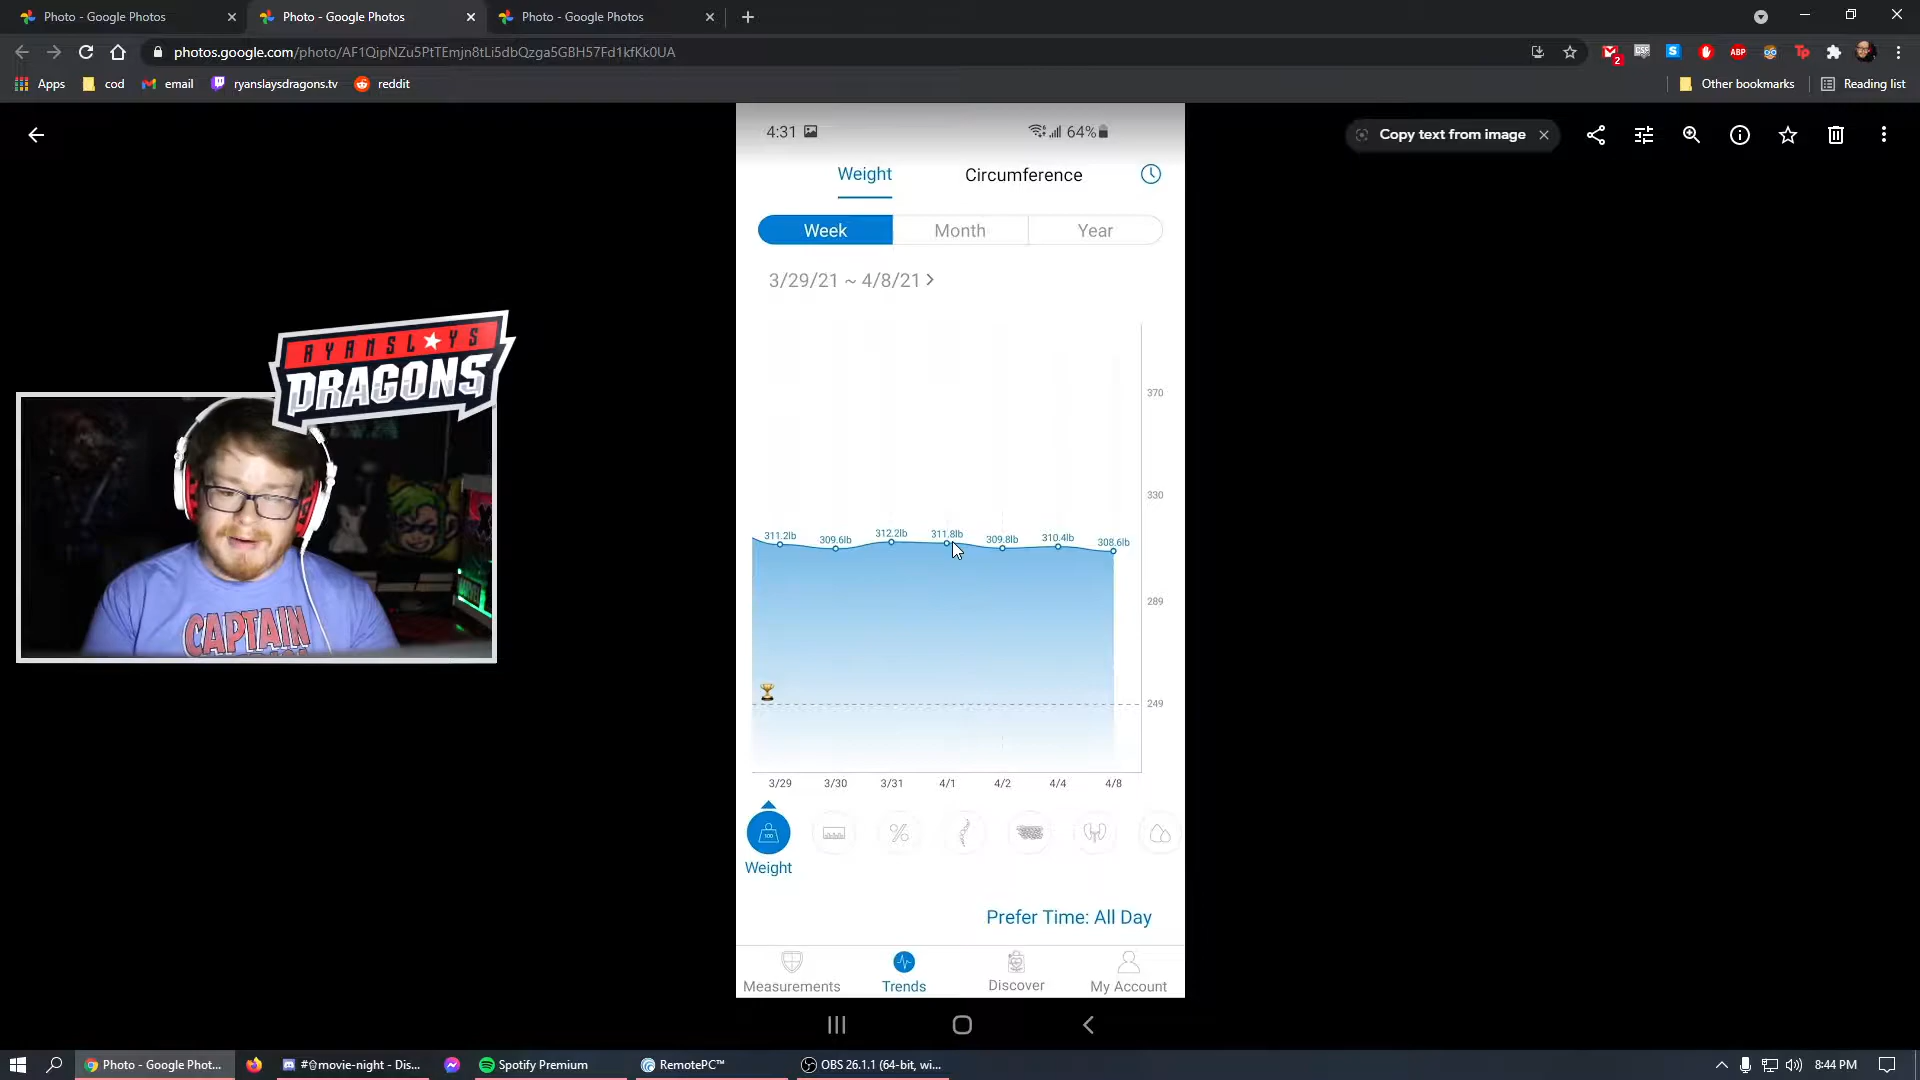 Photo - Google Photos
Photo - Google Photos
Photo - Google Photos
photos.google.com/photo/AF1QipNZu5PtTEmjn8tLi5dbQzga5GBH57Fd1kfKk0UA
2
ABP
Apps
cod
email
ryanslaysdragons.tv
reddit
Other bookmarks
Reading list
4:31
64%
Copy text from image
Weight
Circumference
Week
Month
Year
3/29/21 ~ 4/8/21
RYANSLAYS
DRAGONS
CAPTAIN
370
330
289
249
311.2lb
309.6lb
312.2lb
311.8lb
309.8lb
310.4lb
308.6lb
3/29
3/30
3/31
4/1
4/2
4/4
4/8
Weight
Prefer Time: All Day
Measurements
Trends
Discover
My Account
Photo - Google Phot...
#movie-night - Dis...
Spotify Premium
RemotePC™
OBS 26.1.1 (64-bit, wi...
8:44 PM